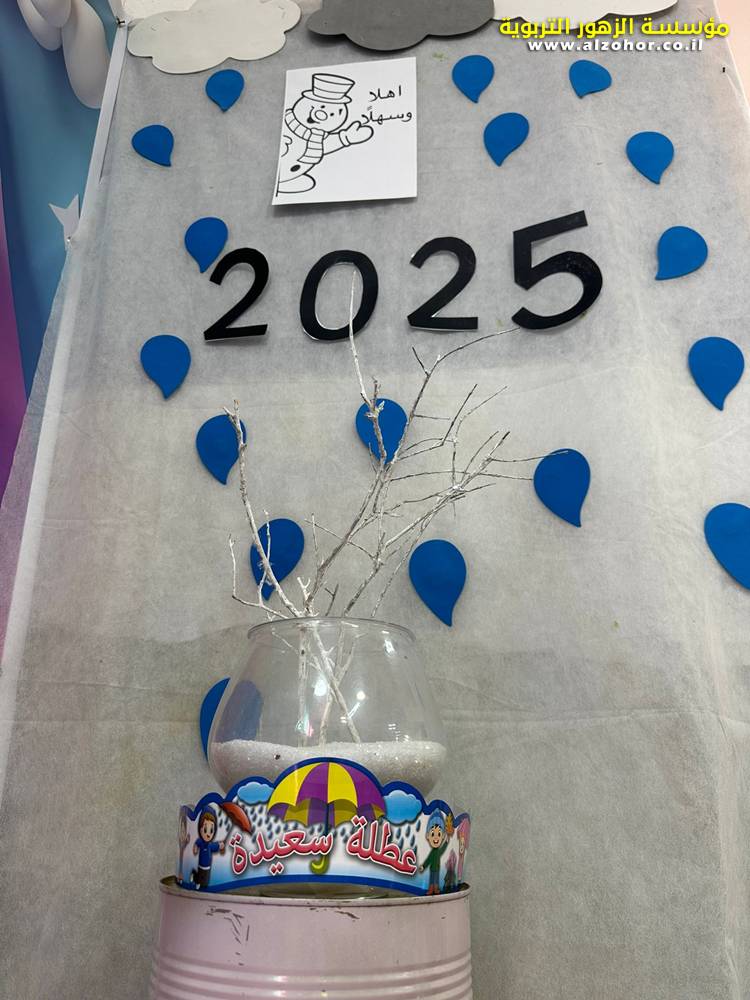 مؤسسة الزهور التربوية
www.alzohor.co.il
اهلا
وسهلاً
2025
عطلة سعيدة